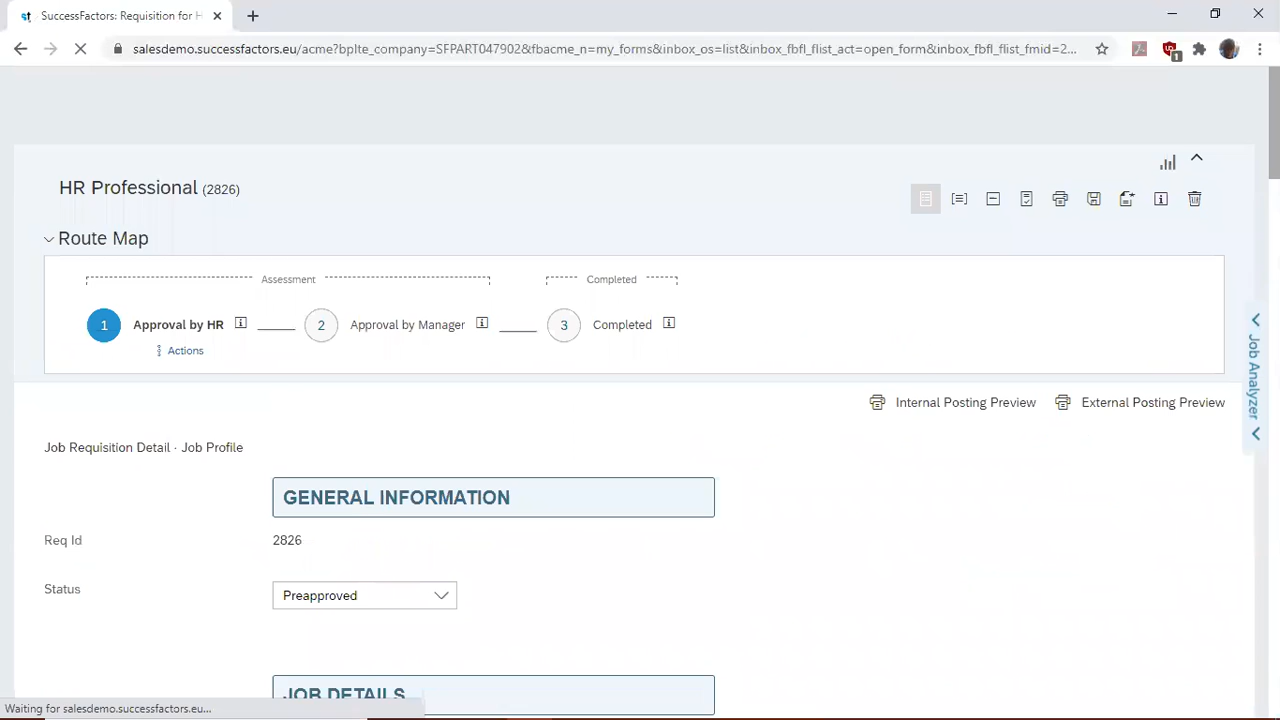 SuccessFactors: Requisition for H
salesdemo.successfactors.eu/acme?bplte_company=SFPART047902&fbacme_n=my_forms&inbox_os=list&inbox_fbfl_flist_act=open_form&inbox_fbfl_flist_fmid=2...
1
HR Professional (2826)
Route Map
Assessment
Completed
1 Approval by HR
2 Approval by Manager
3 Completed
Actions
Job Analyzer
Internal Posting Preview
External Posting Preview
Job Requisition Detail · Job Profile
GENERAL INFORMATION
Req Id 2826
Status Preapproved
JOB DETAILS
Waiting for salesdemo.successfactors.eu...